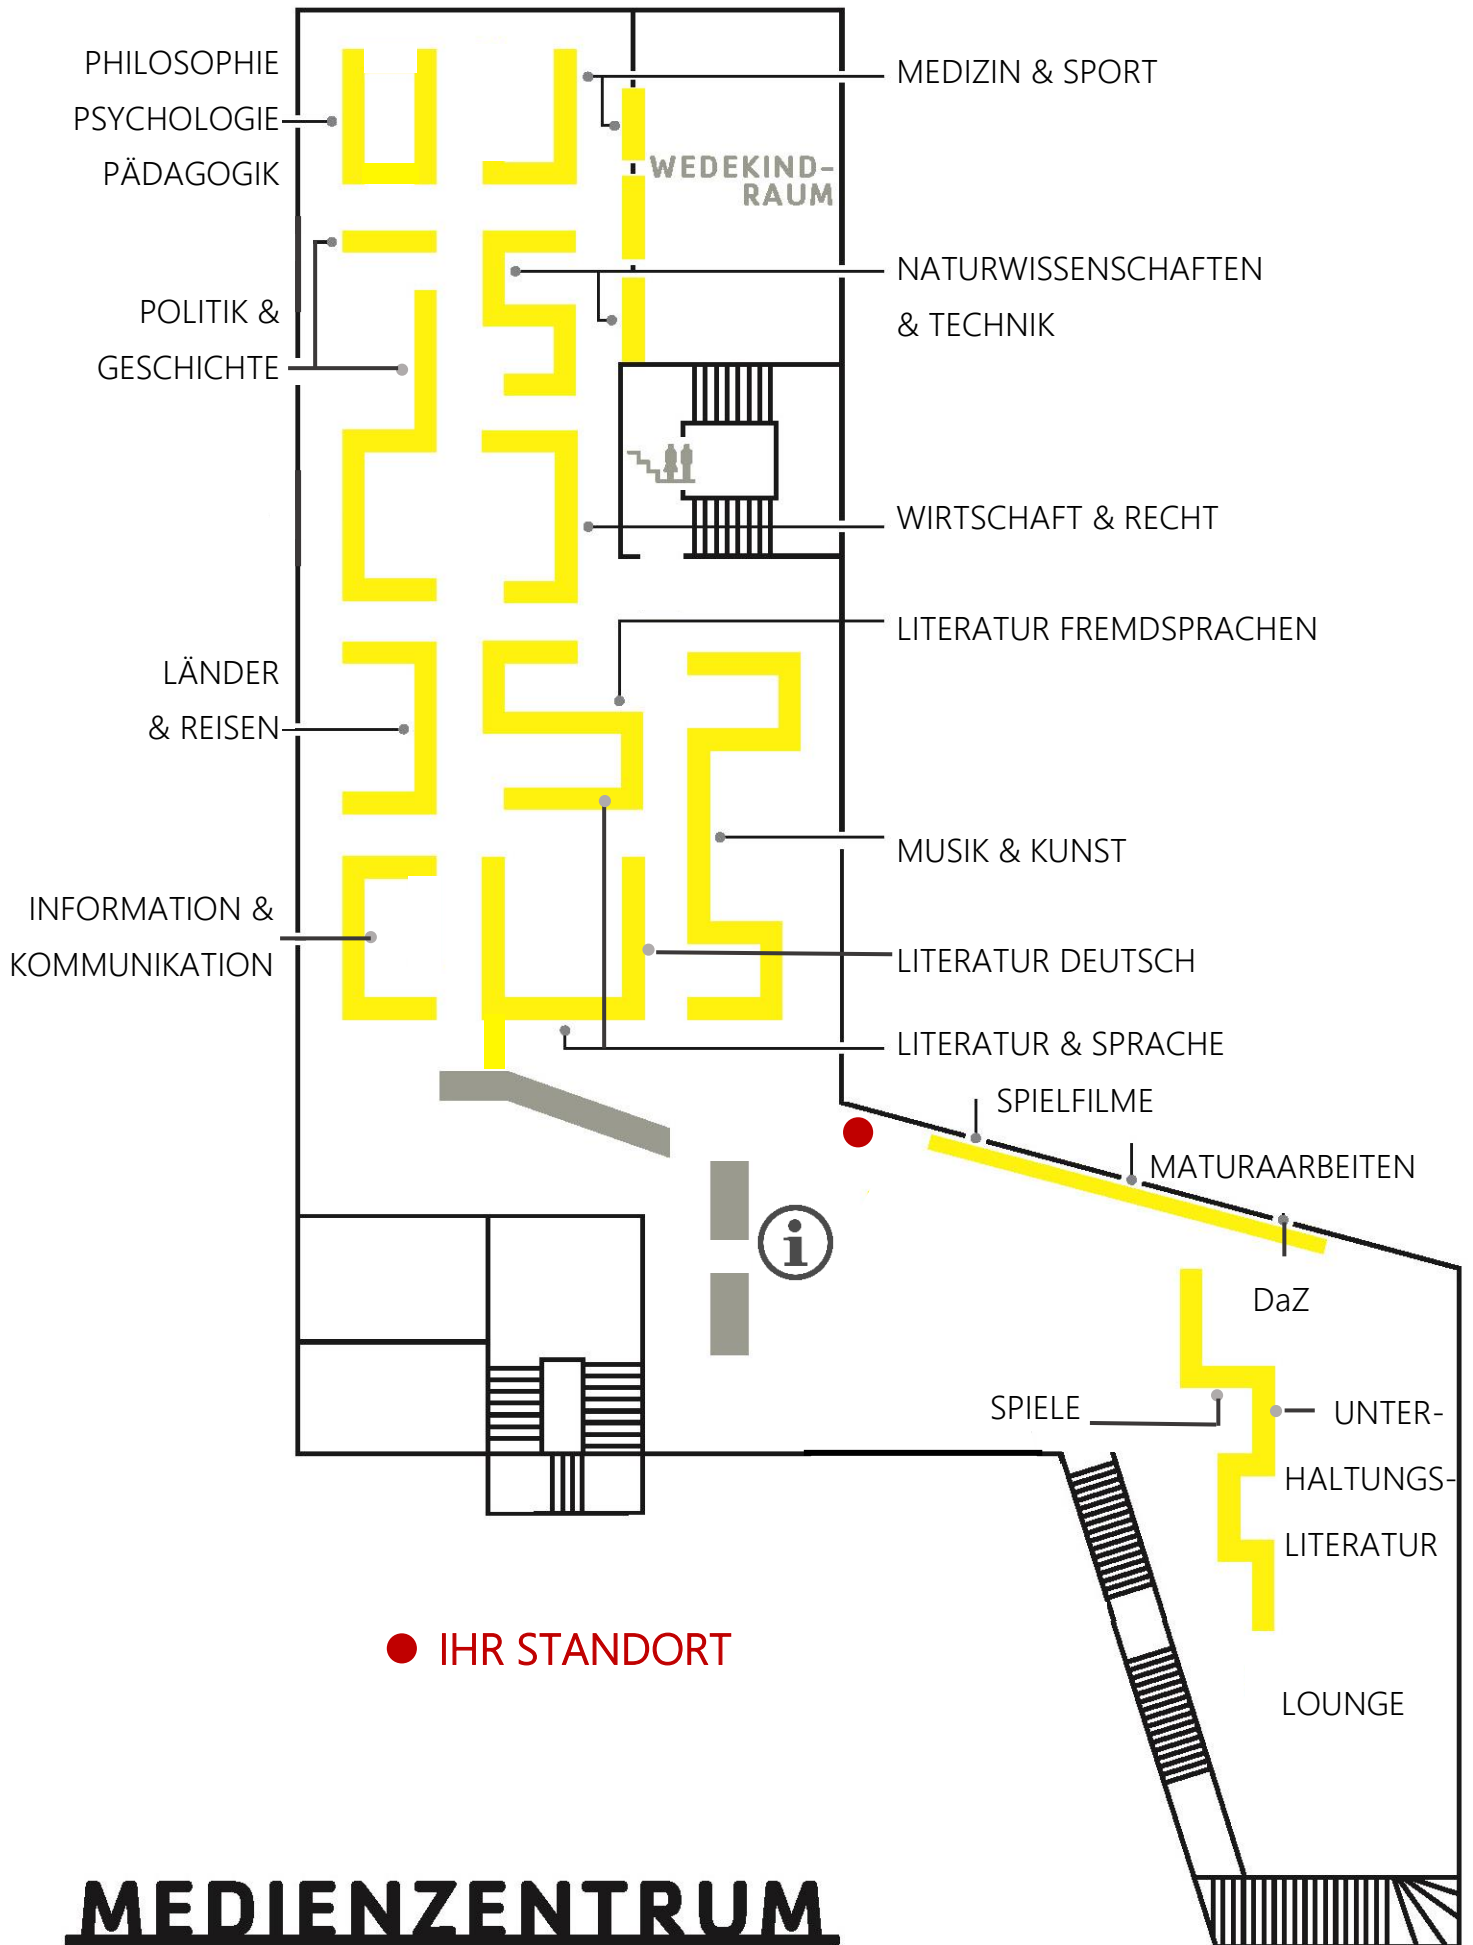 PHILOSOPHIE
PSYCHOLOGIE
PÄDAGOGIK
MEDIZIN & SPORT
WEDEKIND-
RAUM
POLITIK &
GESCHICHTE
NATURWISSENSCHAFTEN
& TECHNIK
WIRTSCHAFT & RECHT
LITERATUR FREMDSPRACHEN
LÄNDER
& REISEN
MUSIK & KUNST
INFORMATION &
KOMMUNIKATION
LITERATUR DEUTSCH
LITERATUR & SPRACHE
SPIELFILME
MATURAARBEITEN
i
DaZ
SPIELE
UNTER-
HALTUNGS-
LITERATUR
IHR STANDORT
LOUNGE
MEDIENZENTRUM